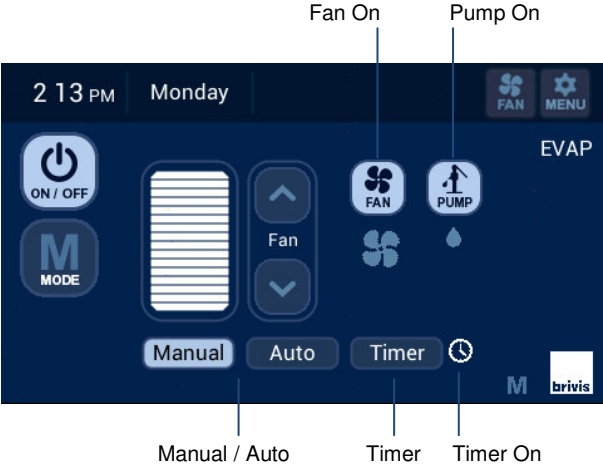 Fan On
Pump On
2 13 PM
Monday
FAN
MENU
EVAP
ON / OFF
FAN
PUMP
Fan
M
MODE
Manual
Auto
Timer
M
brivis
Manual / Auto
Timer
Timer On